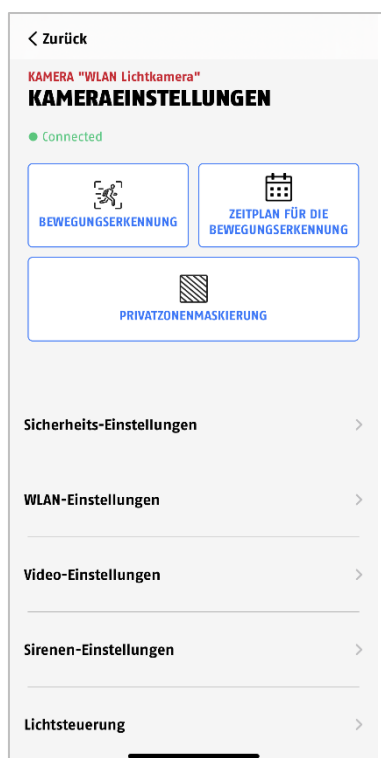 Zurück
KAMERA "WLAN Lichtkamera"
KAMERAEINSTELLUNGEN
Connected
BEWEGUNGSERKENNUNG
ZEITPLAN FÜR DIE
BEWEGUNGSERKENNUNG
PRIVATZONENMASKIERUNG
Sicherheits-Einstellungen
WLAN-Einstellungen
Video-Einstellungen
Sirenen-Einstellungen
Lichtsteuerung